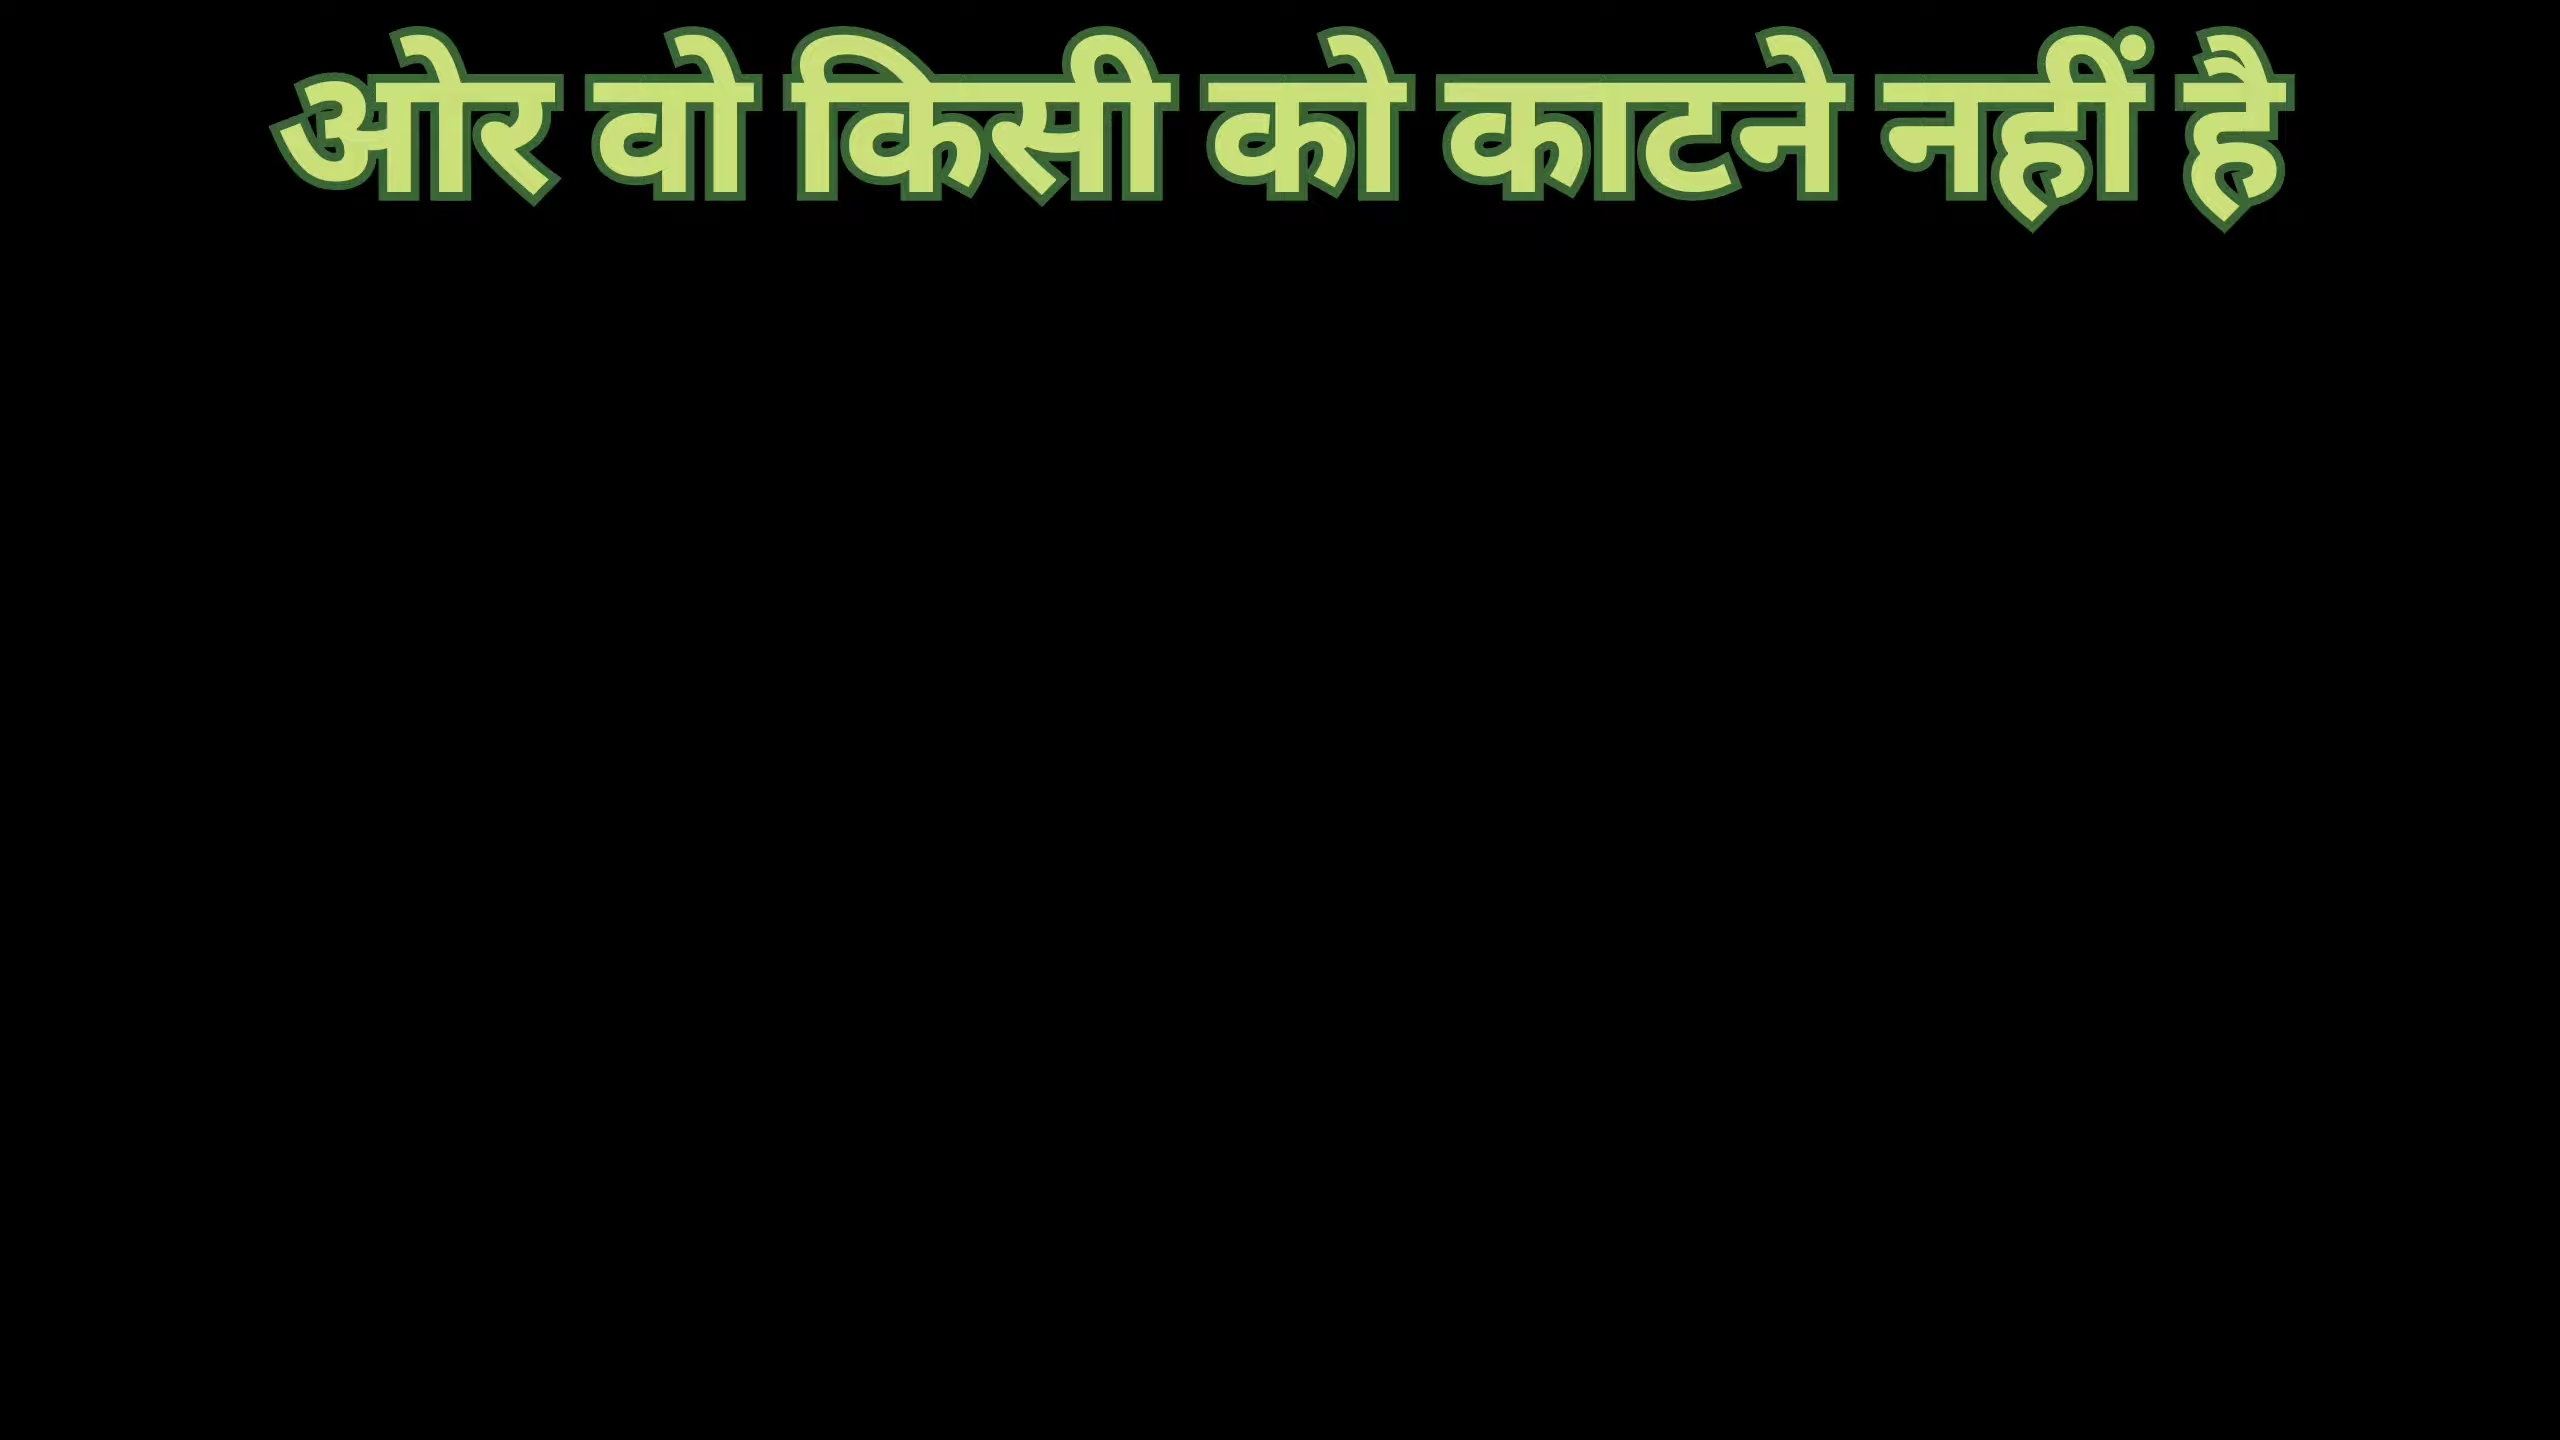 ओर वो किसी को काटने नहीं है